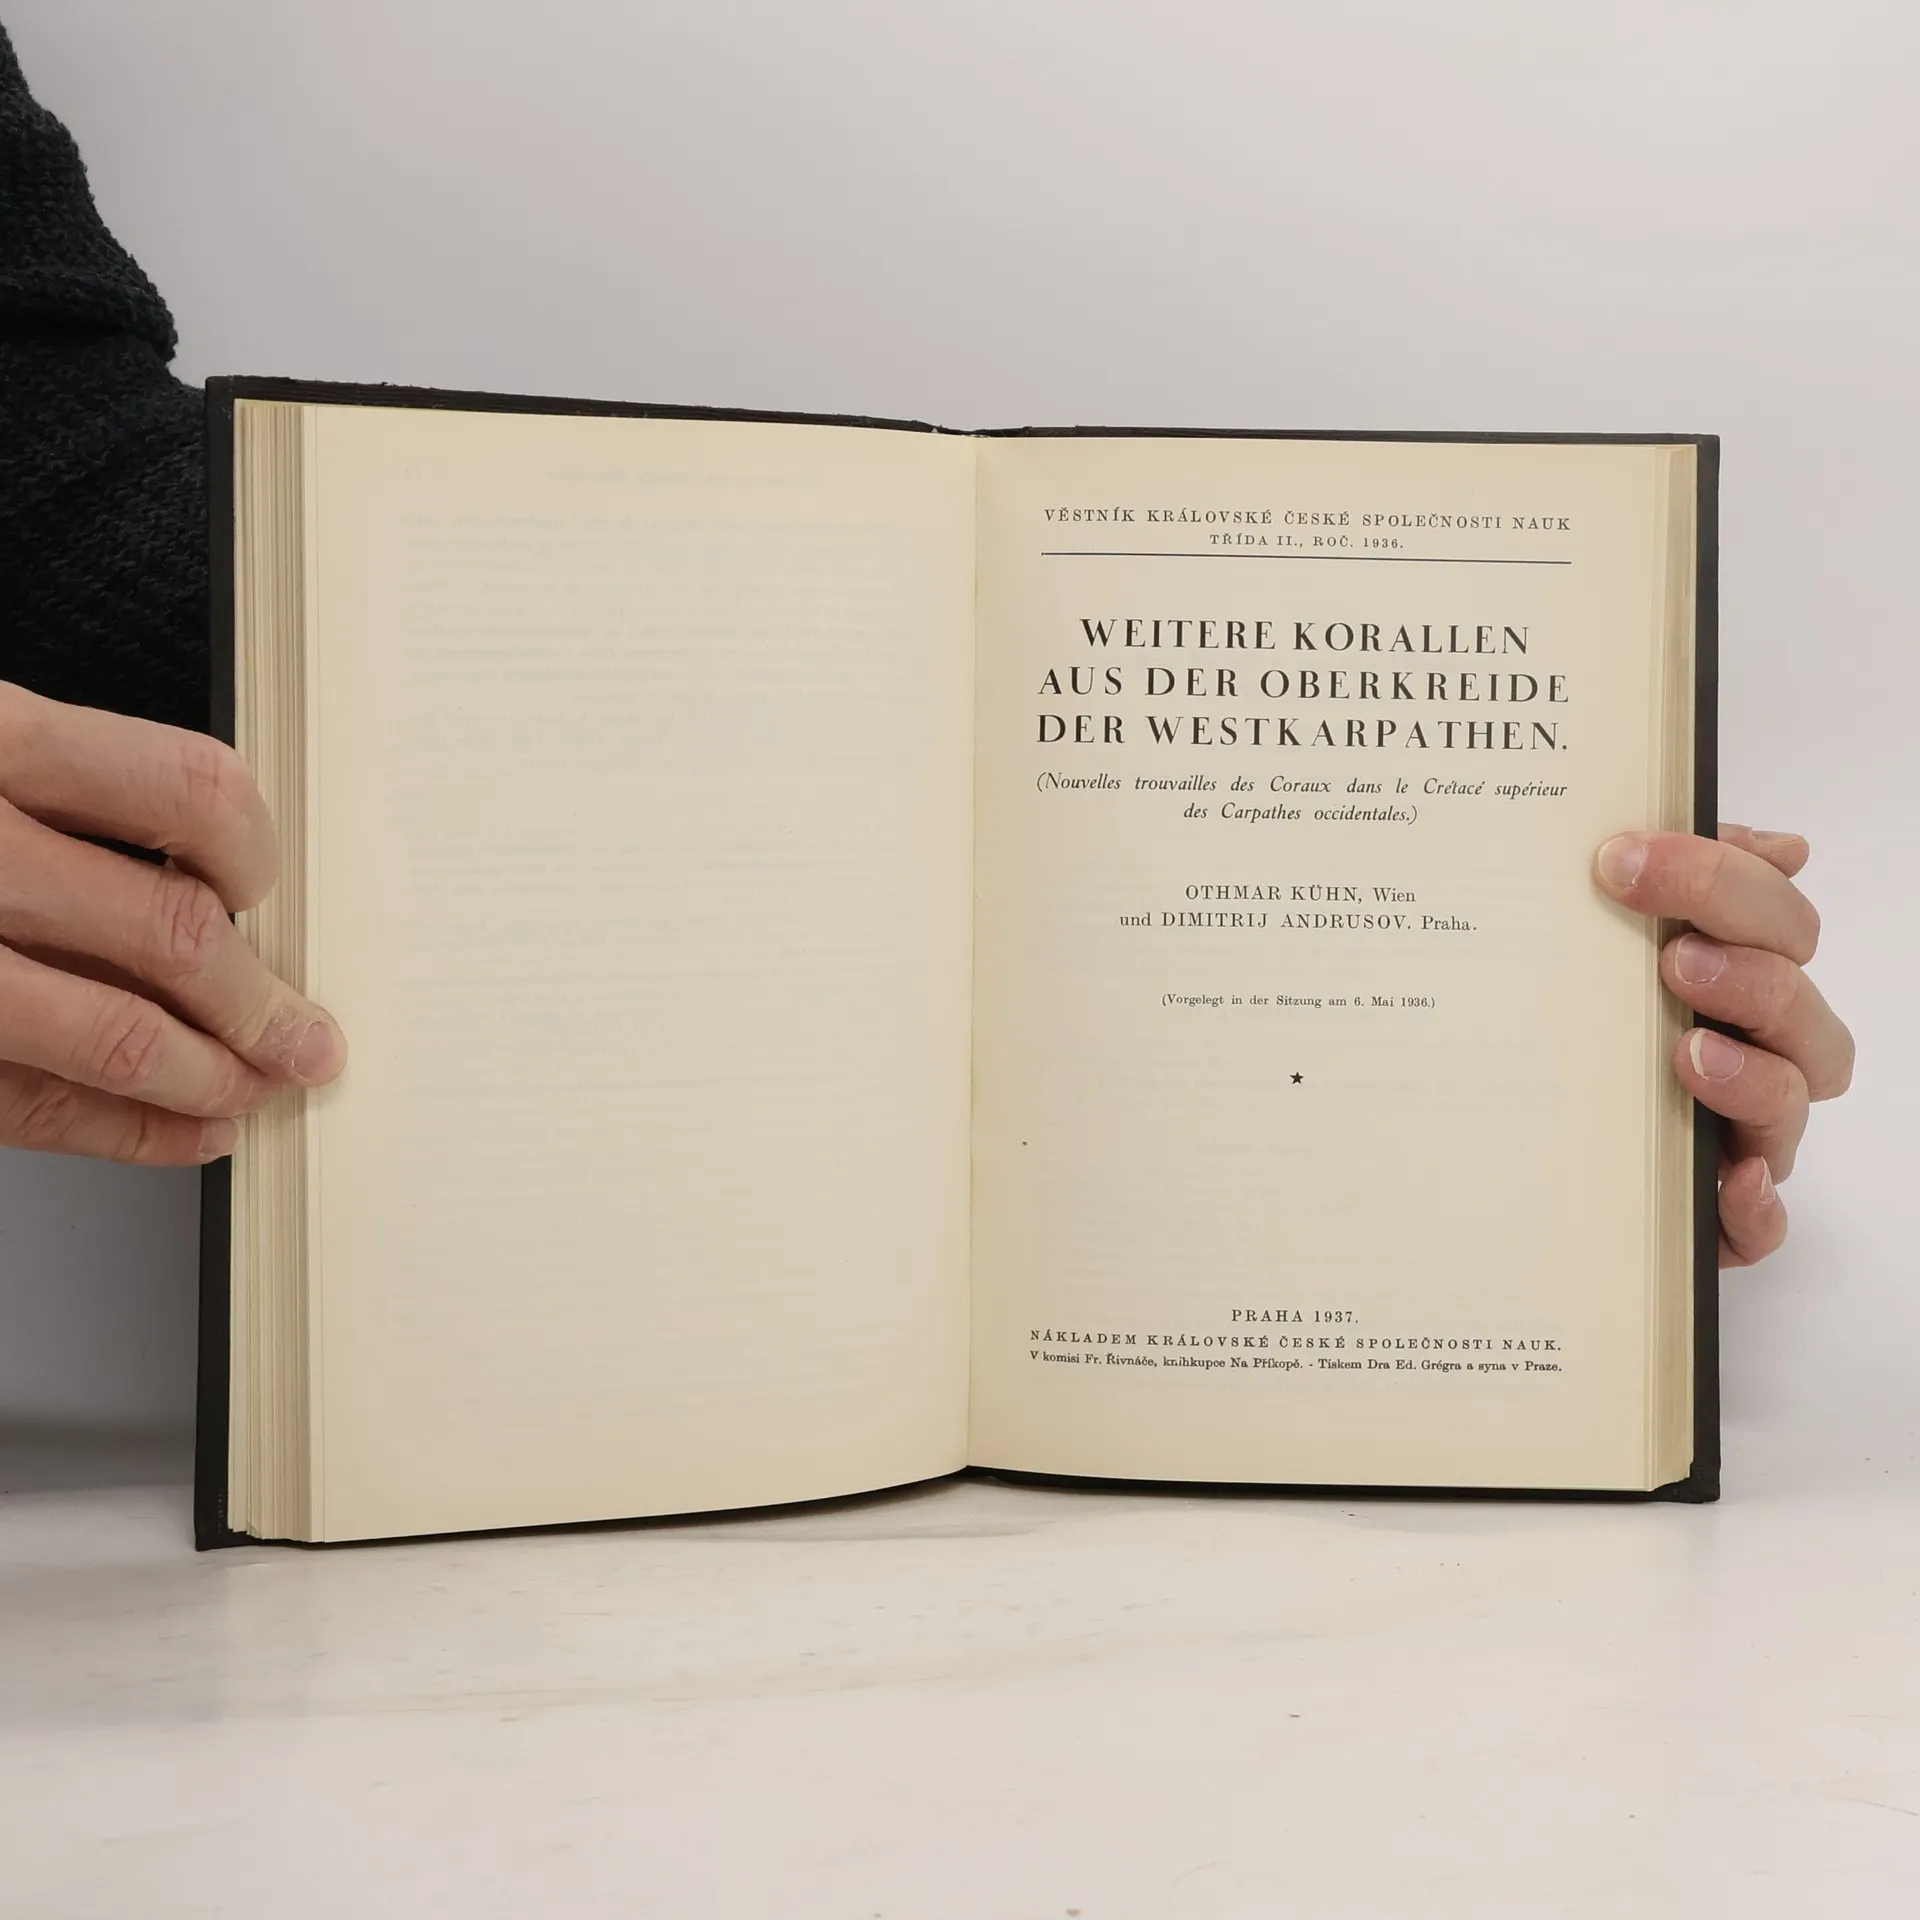 VĚSTNÍK KRÁLOVSKÉ ČESKÉ SPOLEČNOSTI NAUK
TŘÍDA II., ROČ. 1936.
WEITERE KORALLEN
AUS DER OBERKREIDE
DER WESTKARPATHEN.
(Nouvelles trouvailles des Coraux dans le Crétacé supérieur
des Carpathes occidentales.)
OTHMAR KÜHN, Wien
und DIMITRIJ ANDRUSOV. Praha.
(Vorgelegt in der Sitzung am 6. Mai 1936.)
★
PRAHA 1937.
NÁKLADEM KRÁLOVSKÉ ČESKÉ SPOLEČNOSTI NAUK.
V komisi Fr. Řivnáče, knihkupce Na Příkopě. - Tiskem Dra Ed. Grégra a syna v Praze.